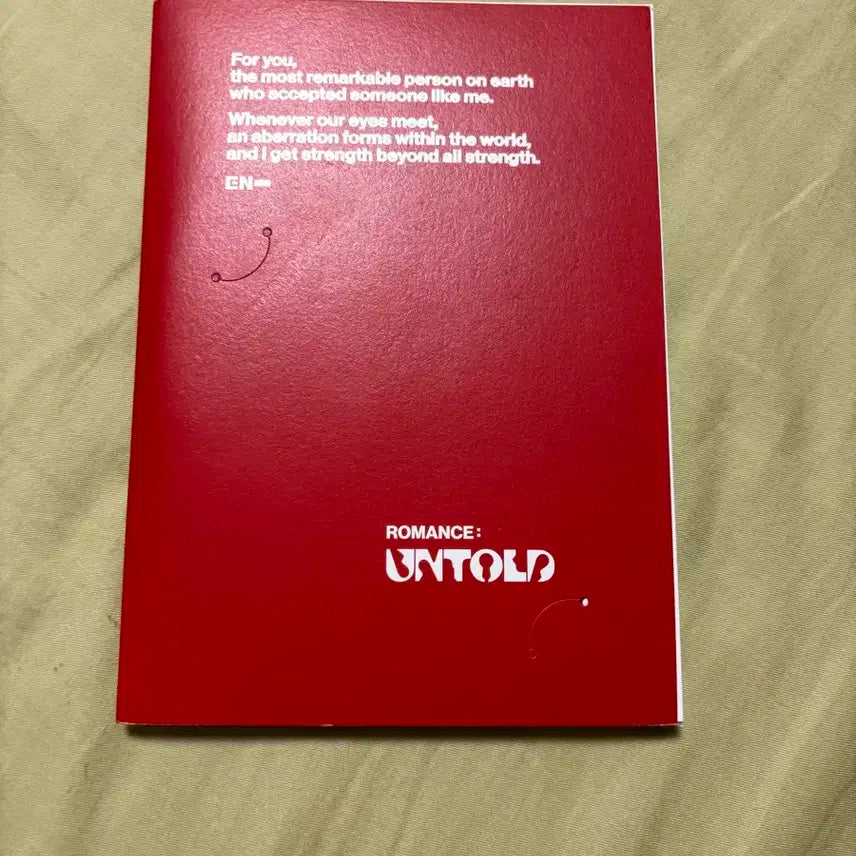 For you,
the most remarkable person on earth
who accepted someone like me.
Whenever our eyes meet,
an aberration forms within the world,
and I get strength beyond all strength.
EN-
ROMANCE:
UNTOLD